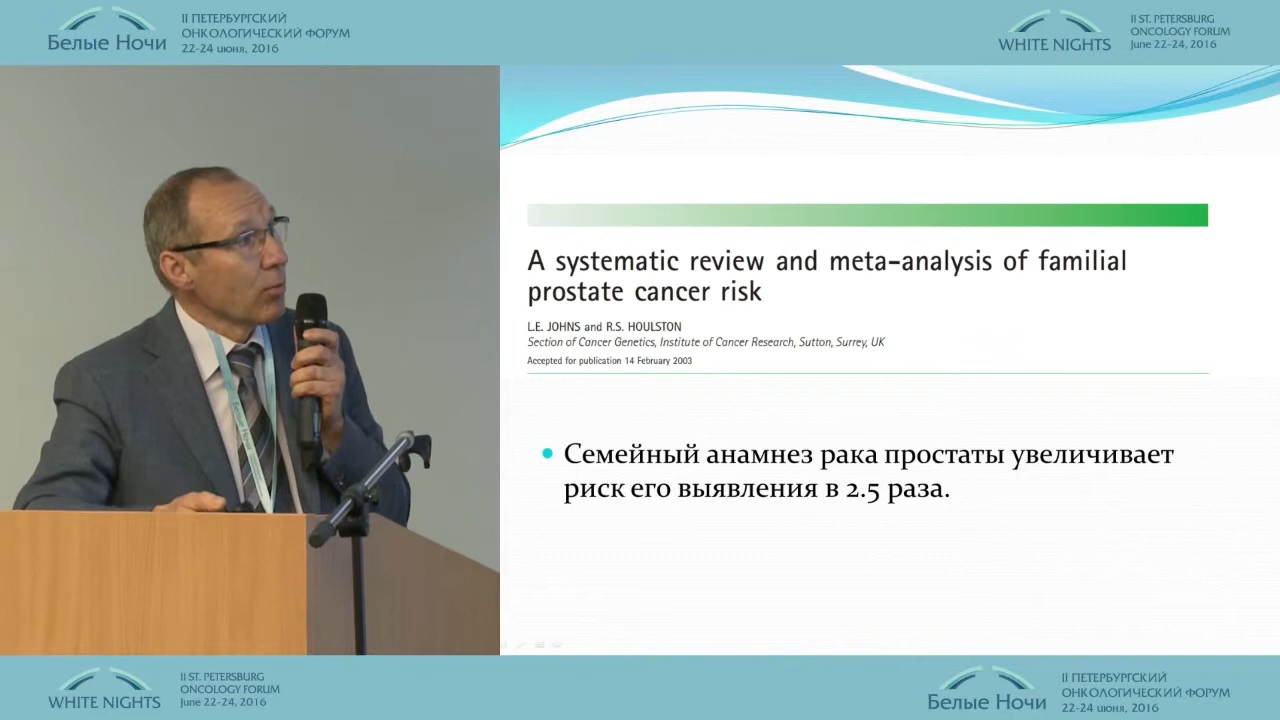 Белые Ночи
II ПЕТЕРБУРГСКИЙ
ОНКОЛОГИЧЕСКИЙ ФОРУМ
22-24 июня, 2016
WHITE NIGHTS
II ST. PETERSBURG
ONCOLOGY FORUM
June 22-24, 2016
A systematic review and meta-analysis of familial
prostate cancer risk
L.E. JOHNS and R.S. HOULSTON
Section of Cancer Genetics, Institute of Cancer Research, Sutton, Surrey, UK
Accepted for publication 14 February 2003
• Семейный анамнез рака простаты увеличивает
риск его выявления в 2.5 раза.
Белые Ночи
WHITE NIGHTS
II ST. PETERSBURG
ONCOLOGY FORUM
June 22-24, 2016
Белые Ночи
II ПЕТЕРБУРГСКИЙ
ОНКОЛОГИЧЕСКИЙ ФОРУМ
22-24 июня, 2016